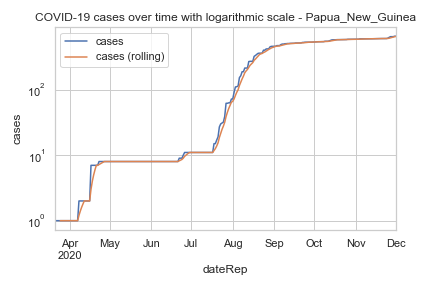 COVID-19 cases over time with logarithmic scale - Papua_New_Guinea
cases
cases (rolling)
cases
10²
10¹
10⁰
Apr May Jun Jul Aug Sep Oct Nov Dec
2020
dateRep